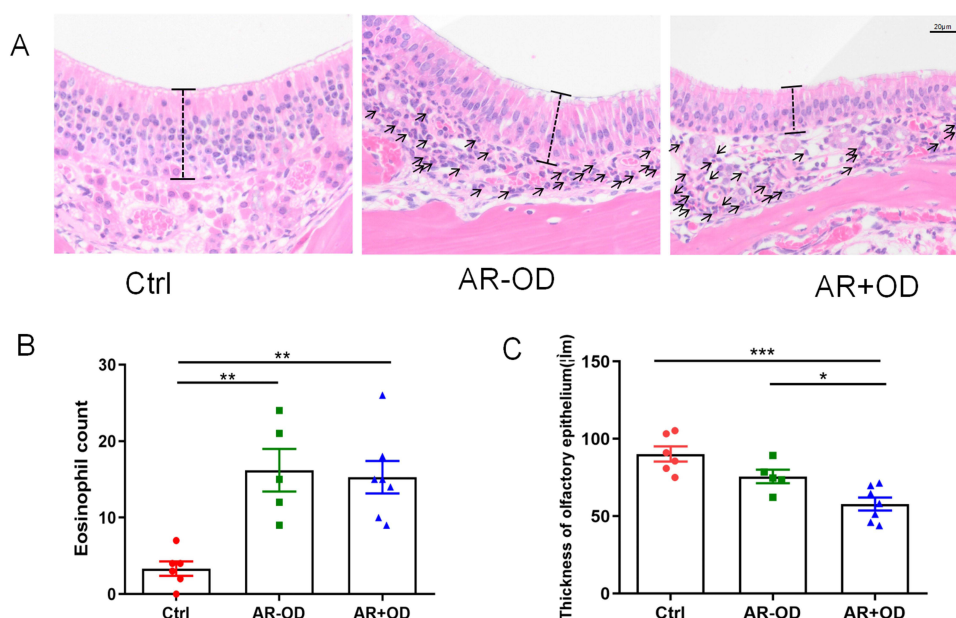 A
20μm
Ctrl
AR-OD
AR+OD
B
**
**
Eosinophil count
30
20
10
0
Ctrl
AR-OD
AR+OD
C
***
*
150
100
50
0
Ctrl
AR-OD
AR+OD